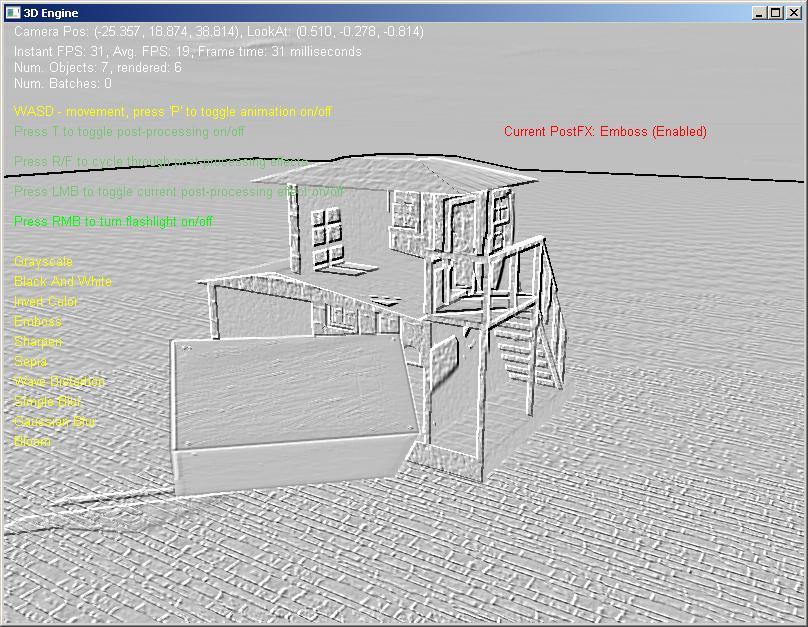 3D Engine
Camera Pos: (-25.357, 18.874, 38.814), LookAt: (0.510, -0.278, -0.814)
Instant FPS: 31, Avg. FPS: 19, Frame time: 31 milliseconds
Num. Objects: 7, rendered: 6
Num. Batches: 0
WASD - movement, press 'P' to toggle animation on/off
Press T to toggle post-processing on/off
Current PostFX: Emboss (Enabled)
Press R/F to cycle through post-processing effects
Press LMB to toggle current post-processing effect on/off
Press RMB to turn flashlight on/off
Grayscale
Black And White
Invert Color
Emboss
Sharpen
Sepia
Wave Distortion
Simple Blur
Gaussian Blur
Bloom